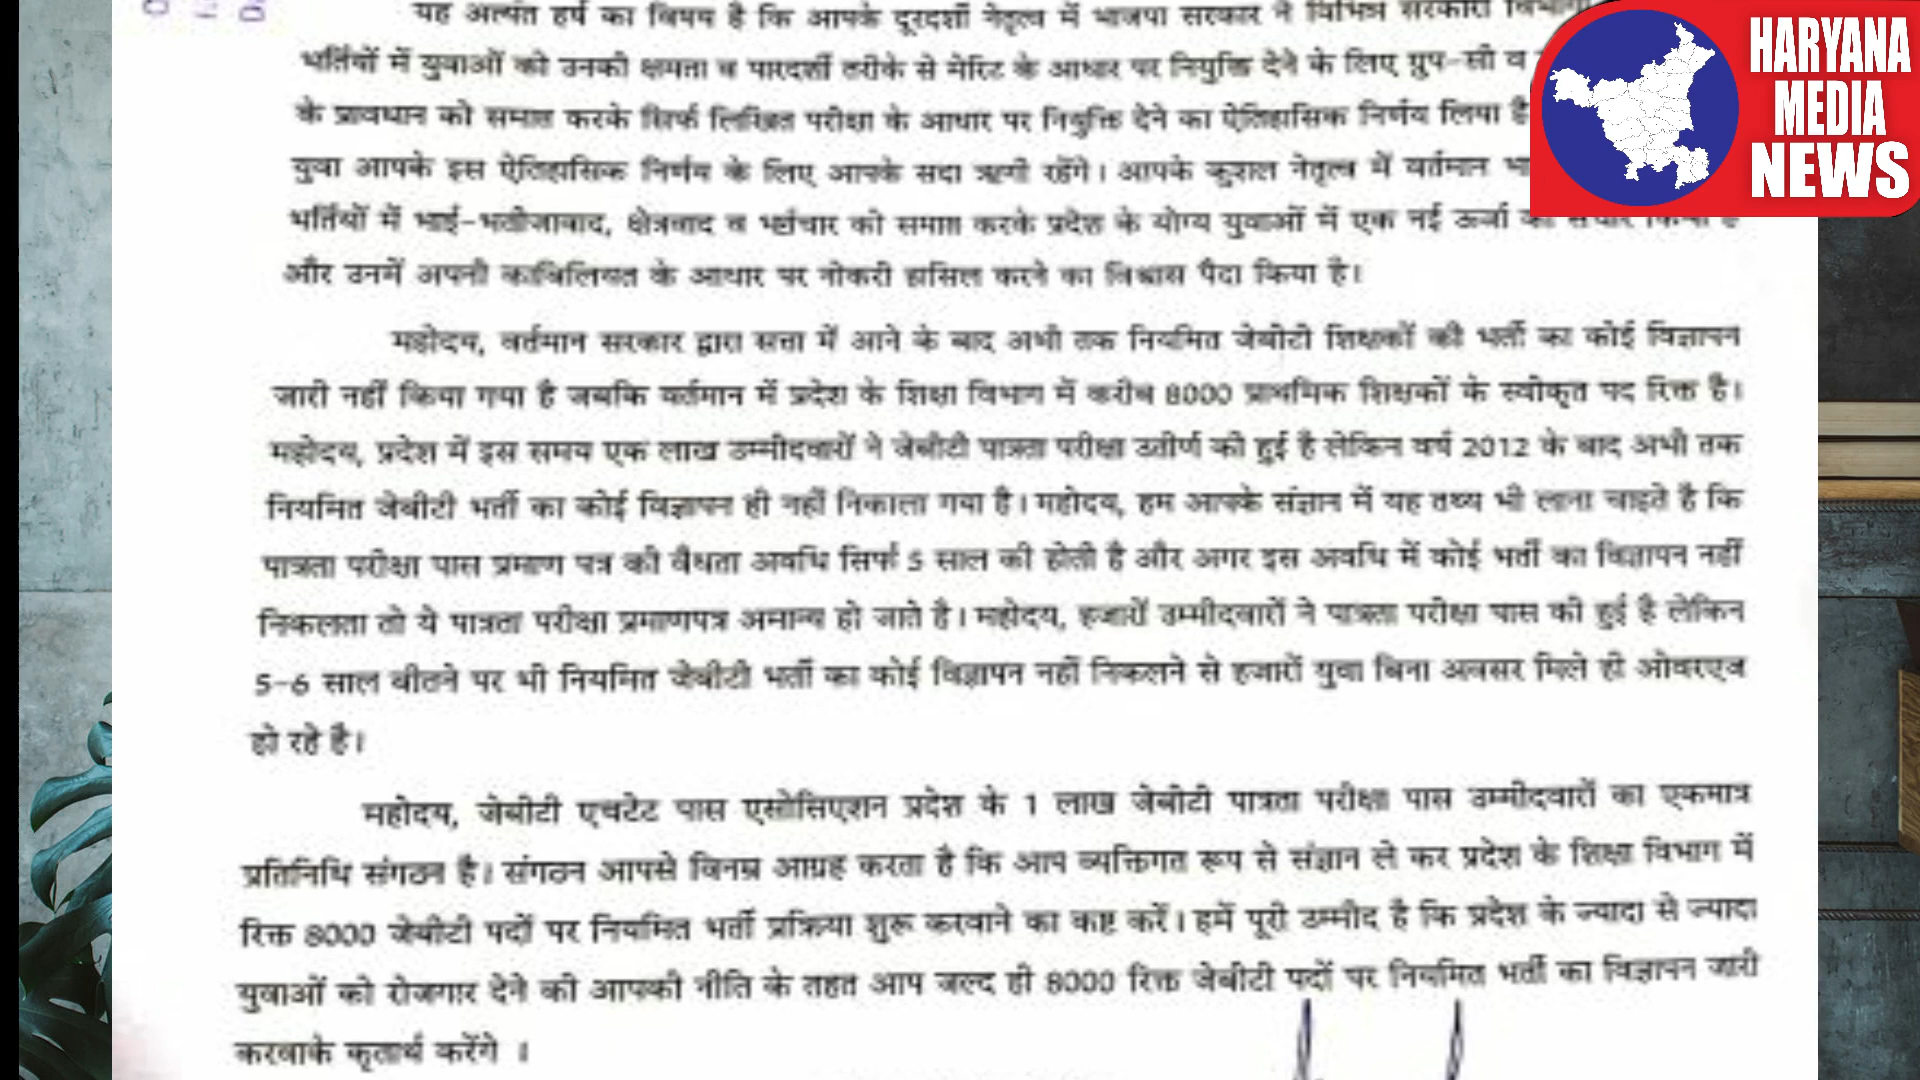 यह अत्यंत हर्ष का विषय है कि आपके दूरदर्शी नेतृत्व में भाजपा सरकार ने विभिन्न सरकारी
भर्तियों में युवाओं को उनकी क्षमता व पारदर्शी तरीके से मेरिट के आधार पर नियुक्ति देने के लिए ग्रुप-सी व
के प्रावधान को समाप्त करके सिर्फ लिखित परीक्षा के आधार पर नियुक्ति देने का ऐतिहासिक निर्णय लिया है
युवा आपके इस ऐतिहासिक निर्णय के लिए आपके सदा ऋणी रहेंगे। आपके कुशल नेतृत्व में वर्तमान
भर्तियों में भाई-भतीजावाद, क्षेत्रवाद व भ्रष्टाचार को समाप्त करके प्रदेश के योग्य युवाओं में एक नई ऊर्जा का संचार किया है
और उनमें अपनी काबिलियत के आधार पर नोकरी हासिल करने का विश्वास पैदा किया है।
महोदय, वर्तमान सरकार द्वारा सत्ता में आने के बाद अभी तक नियमित जेबीटी शिक्षकों की भर्ती का कोई विज्ञापन
जारी नहीं किया गया है जबकि वर्तमान में प्रदेश के शिक्षा विभाग में करीब 8000 प्राथमिक शिक्षकों के स्वीकृत पद रिक्त है।
महोदय, प्रदेश में इस समय एक लाख उम्मीदवारों ने जेबीटी पात्रता परीक्षा उतीर्ण की हुई है लेकिन वर्ष 2012 के बाद अभी तक
नियमित जेबीटी भर्ती का कोई विज्ञापन ही नहीं निकाला गया है। महोदय, हम आपके संज्ञान में यह तथ्य भी लाना चाहते है कि
पात्रता परीक्षा पास प्रमाण पत्र की वैधता अवधि सिर्फ 5 साल की होती है और अगर इस अवधि में कोई भर्ती का विज्ञापन नहीं
निकलता तो ये पात्रता परीक्षा प्रमाणपत्र अमान्य हो जाते है। महोदय, हजारों उम्मीदवारों ने पात्रता परीक्षा पास की हुई है लेकिन
5-6 साल बीतने पर भी नियमित जेबीटी भर्ती का कोई विज्ञापन नहीं निकलने से हजारों युवा बिना अवसर मिले ही ओवरएज
हो रहे है।
महोदय, जेबीटी एचटेट पास एसोसिएशन प्रदेश के 1 लाख जेबीटी पात्रता परीक्षा पास उम्मीदवारों का एकमात्र
प्रतिनिधि संगठन है। संगठन आपसे विनम्र आग्रह करता है कि आप व्यक्तिगत रूप से संज्ञान ले कर प्रदेश के शिक्षा विभाग में
रिक्त 8000 जेबीटी पदों पर नियमित भर्ती प्रक्रिया शुरू करवाने का कष्ट करें। हमें पूरी उम्मीद है कि प्रदेश के ज्यादा से ज्यादा
युवाओं को रोजगार देने की आपकी नीति के तहत आप जल्द ही 8000 रिक्त जेबीटी पदों पर नियमित भर्ती का विज्ञापन जारी
करवाके कृतार्थ करेंगे ।
HARYANA
MEDIA
NEWS